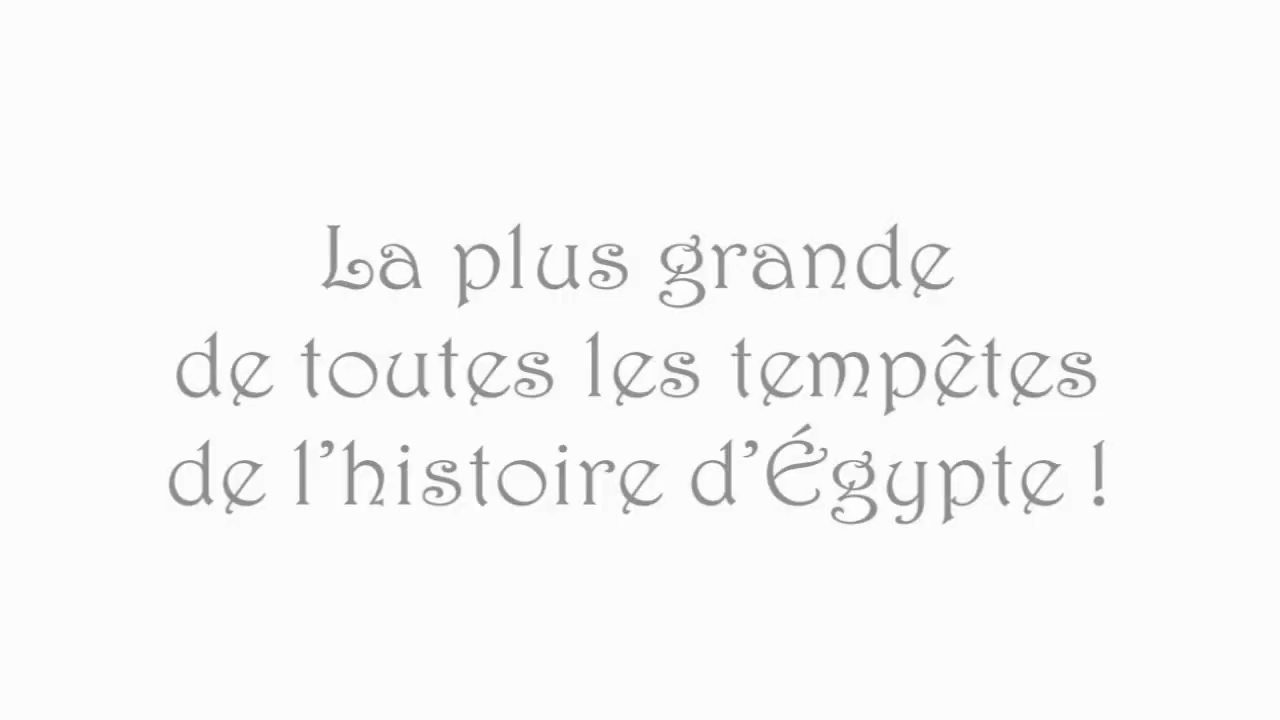 La plus grande
de toutes les tempêtes
de l’histoire d’Égypte !